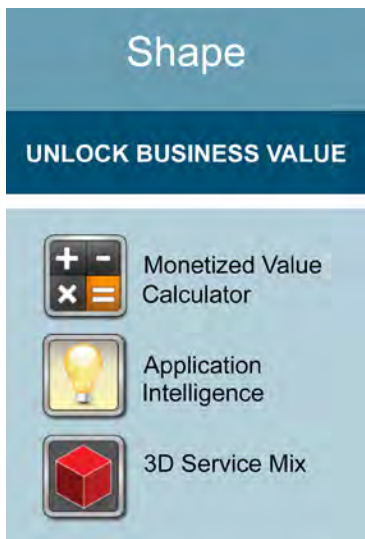 Shape
UNLOCK BUSINESS VALUE
+ -
× =
Monetized Value
Calculator
Application
Intelligence
3D Service Mix